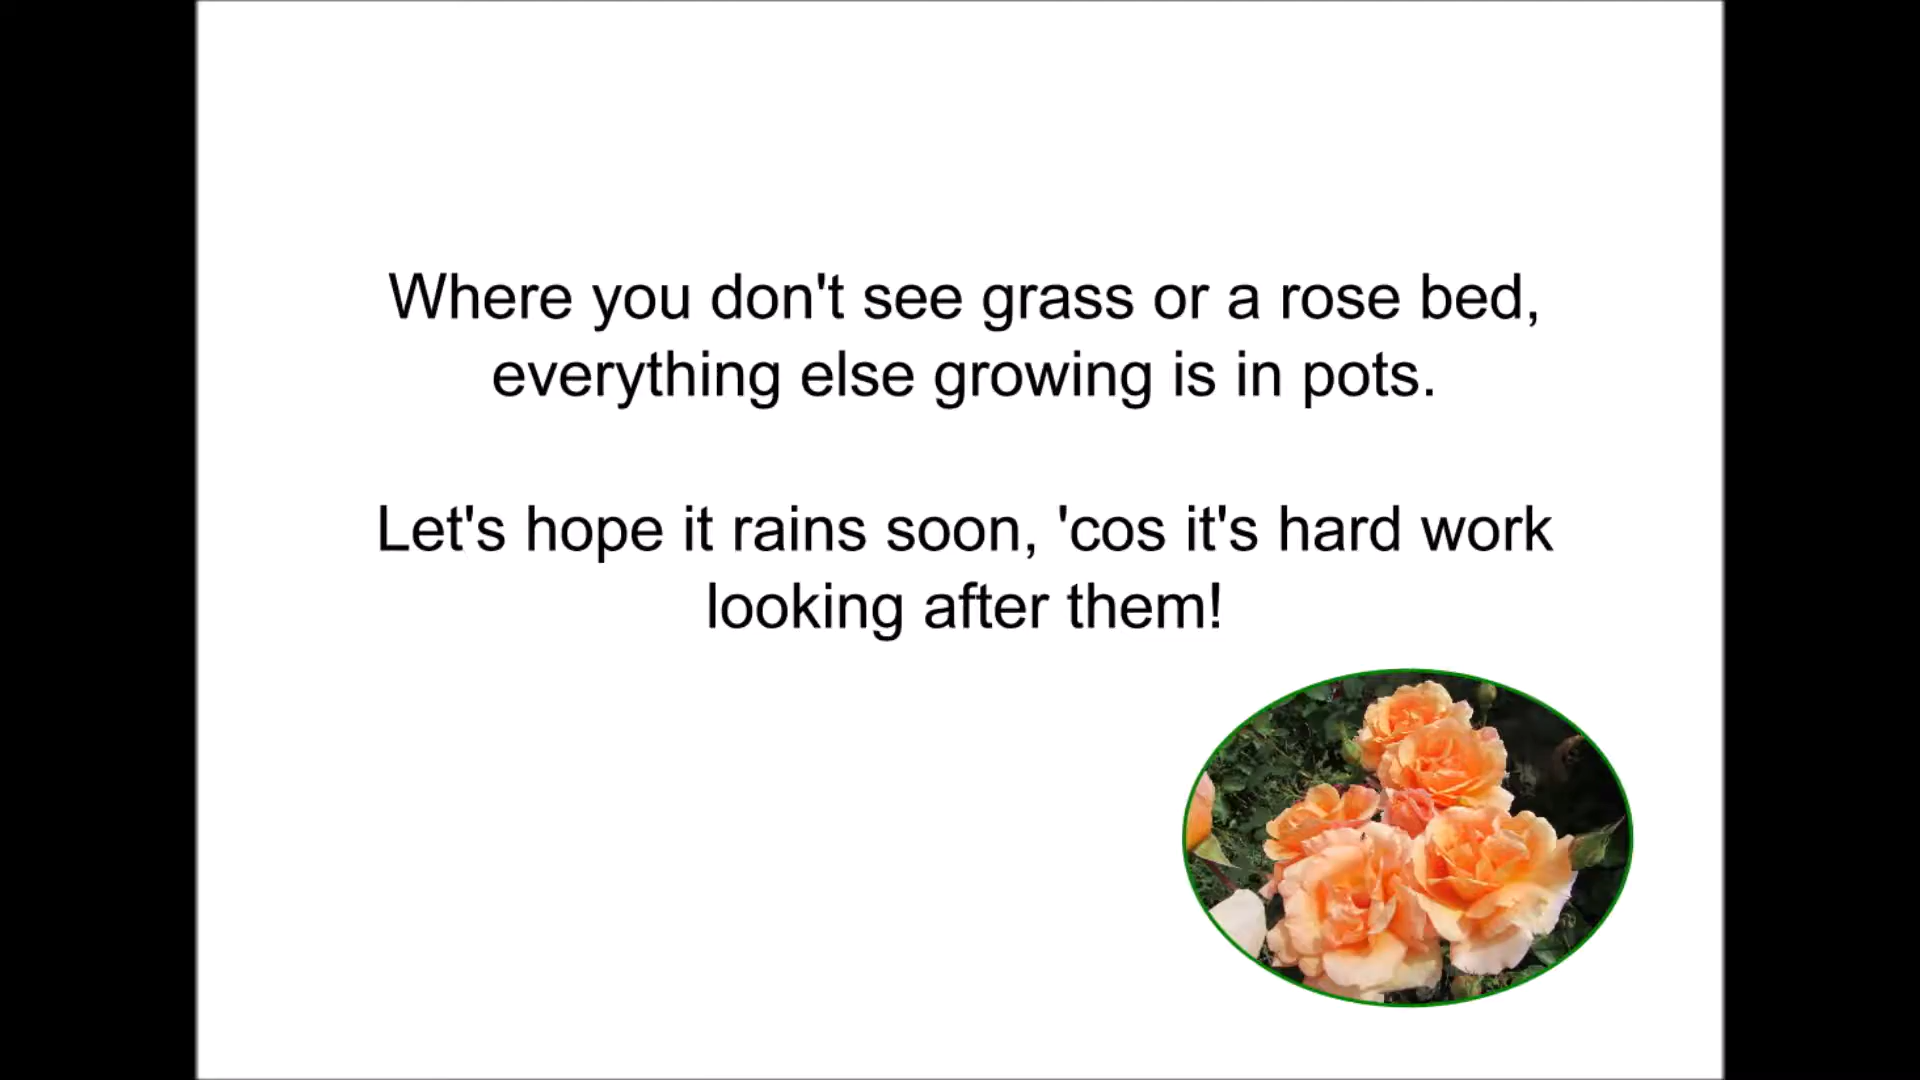 Where you don't see grass or a rose bed,
everything else growing is in pots.
Let's hope it rains soon, 'cos it's hard work
looking after them!